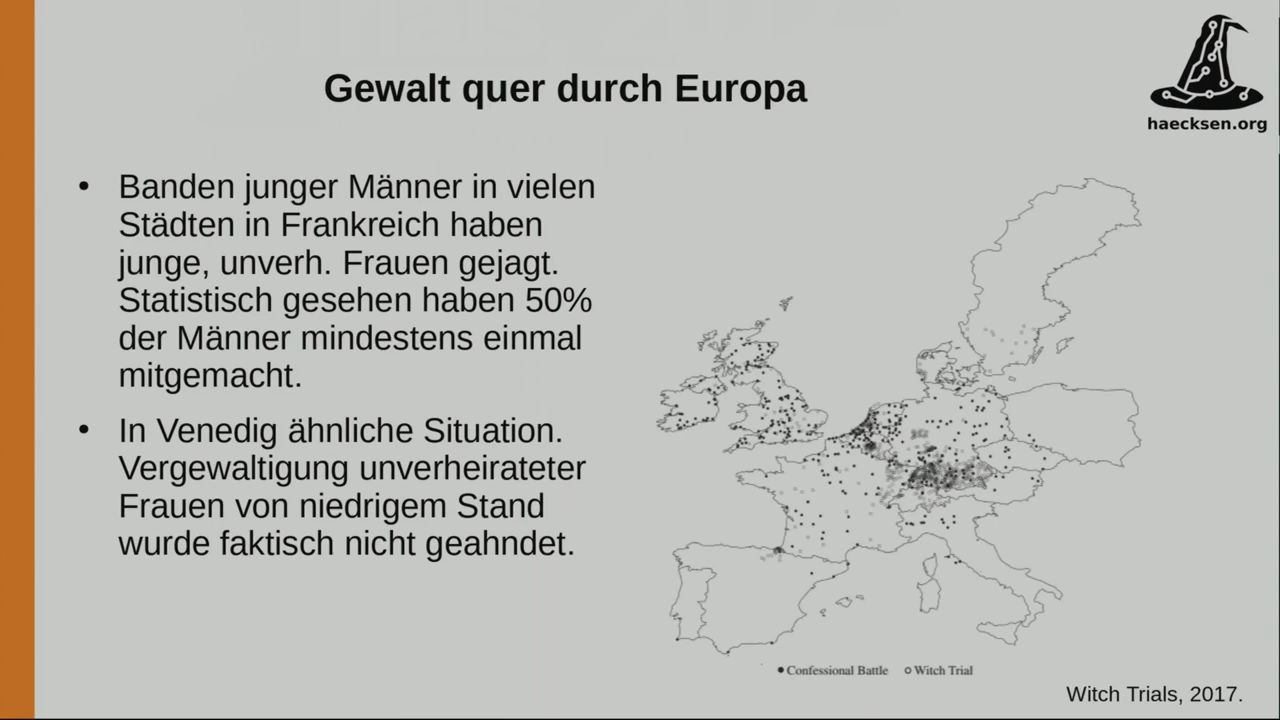 Gewalt quer durch Europa
haecksen.org
Banden junger Männer in vielen
Städten in Frankreich haben
junge, unverh. Frauen gejagt.
Statistisch gesehen haben 50%
der Männer mindestens einmal
mitgemacht.
In Venedig ähnliche Situation.
Vergewaltigung unverheirateter
Frauen von niedrigem Stand
wurde faktisch nicht geahndet.
Confessional Battle Witch Trial
Witch Trials, 2017.